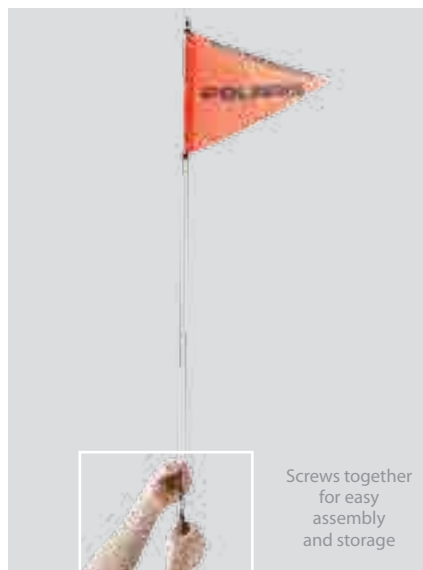 POLARIS
Screws together
for easy
assembly
and storage